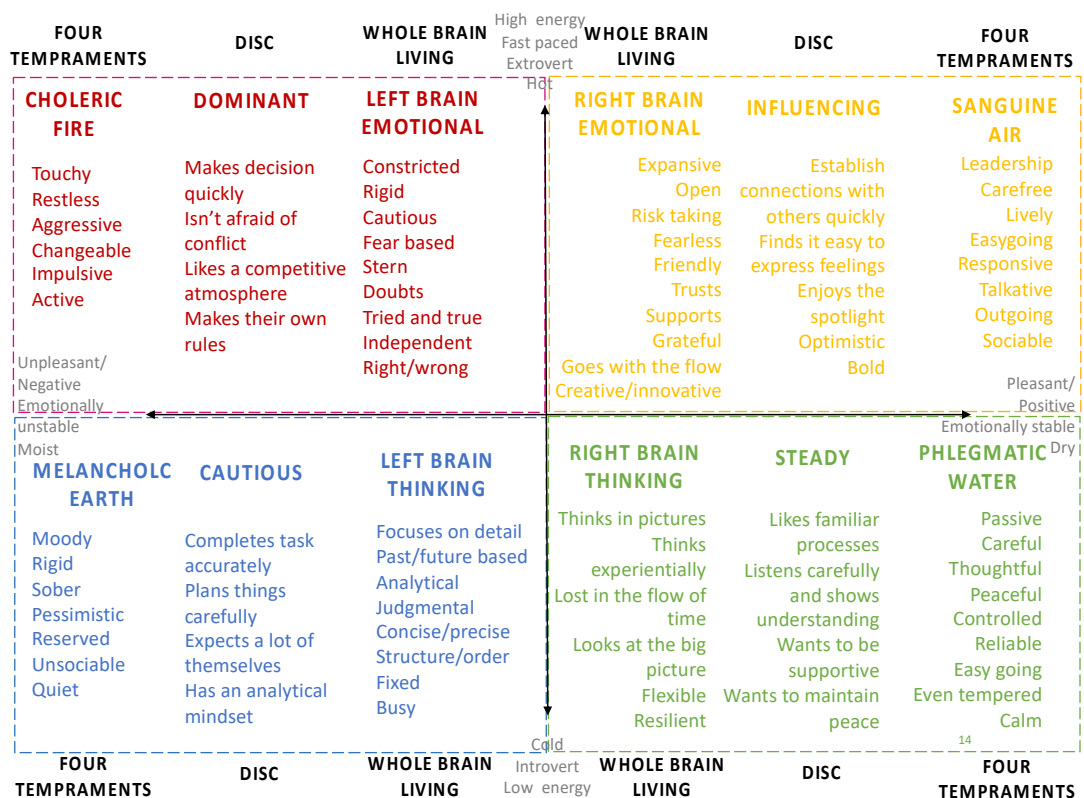 FOUR
TEMPRAMENTS
DISC
WHOLE BRAIN
LIVING
High energy
Fast paced
Extrovert
Hot
WHOLE BRAIN
LIVING
DISC
FOUR
TEMPRAMENTS
CHOLERIC
FIRE
Touchy
Restless
Aggressive
Changeable
Impulsive
Active
DOMINANT
Makes decision
quickly
Isn't afraid of
conflict
Likes a competitive
atmosphere
Makes their own
rules
LEFT BRAIN
EMOTIONAL
Constricted
Rigid
Cautious
Fear based
Stern
Doubts
Tried and true
Independent
Right/wrong
RIGHT BRAIN
EMOTIONAL
Expansive
Open
Risk taking
Fearless
Friendly
Trusts
Supports
Grateful
Goes with the flow
Creative/innovative
INFLUENCING
Establish
connections with
others quickly
Finds it easy to
express feelings
Enjoys the
spotlight
Optimistic
Bold
SANGUINE
AIR
Leadership
Carefree
Lively
Easygoing
Responsive
Talkative
Outgoing
Sociable
Unpleasant/
Negative
Emotionally
unstable
Moist
Pleasant/
Positive
Emotionally stable
Dry
MELANCHOLC
EARTH
Moody
Rigid
Sober
Pessimistic
Reserved
Unsociable
Quiet
CAUTIOUS
Completes task
accurately
Plans things
carefully
Expects a lot of
themselves
Has an analytical
mindset
LEFT BRAIN
THINKING
Focuses on detail
Past/future based
Analytical
Judgmental
Concise/precise
Structure/order
Fixed
Busy
RIGHT BRAIN
THINKING
Thinks in pictures
Thinks
experientially
Lost in the flow of
time
Looks at the big
picture
Flexible
Resilient
STEADY
Likes familiar
processes
Listens carefully
and shows
understanding
Wants to be
supportive
Wants to maintain
peace
PHLEGMATIC
WATER
Passive
Careful
Thoughtful
Peaceful
Controlled
Reliable
Easy going
Even tempered
Calm
14
FOUR
TEMPRAMENTS
DISC
WHOLE BRAIN
LIVING
Cold
Introvert
Low energy
WHOLE BRAIN
LIVING
DISC
FOUR
TEMPRAMENTS